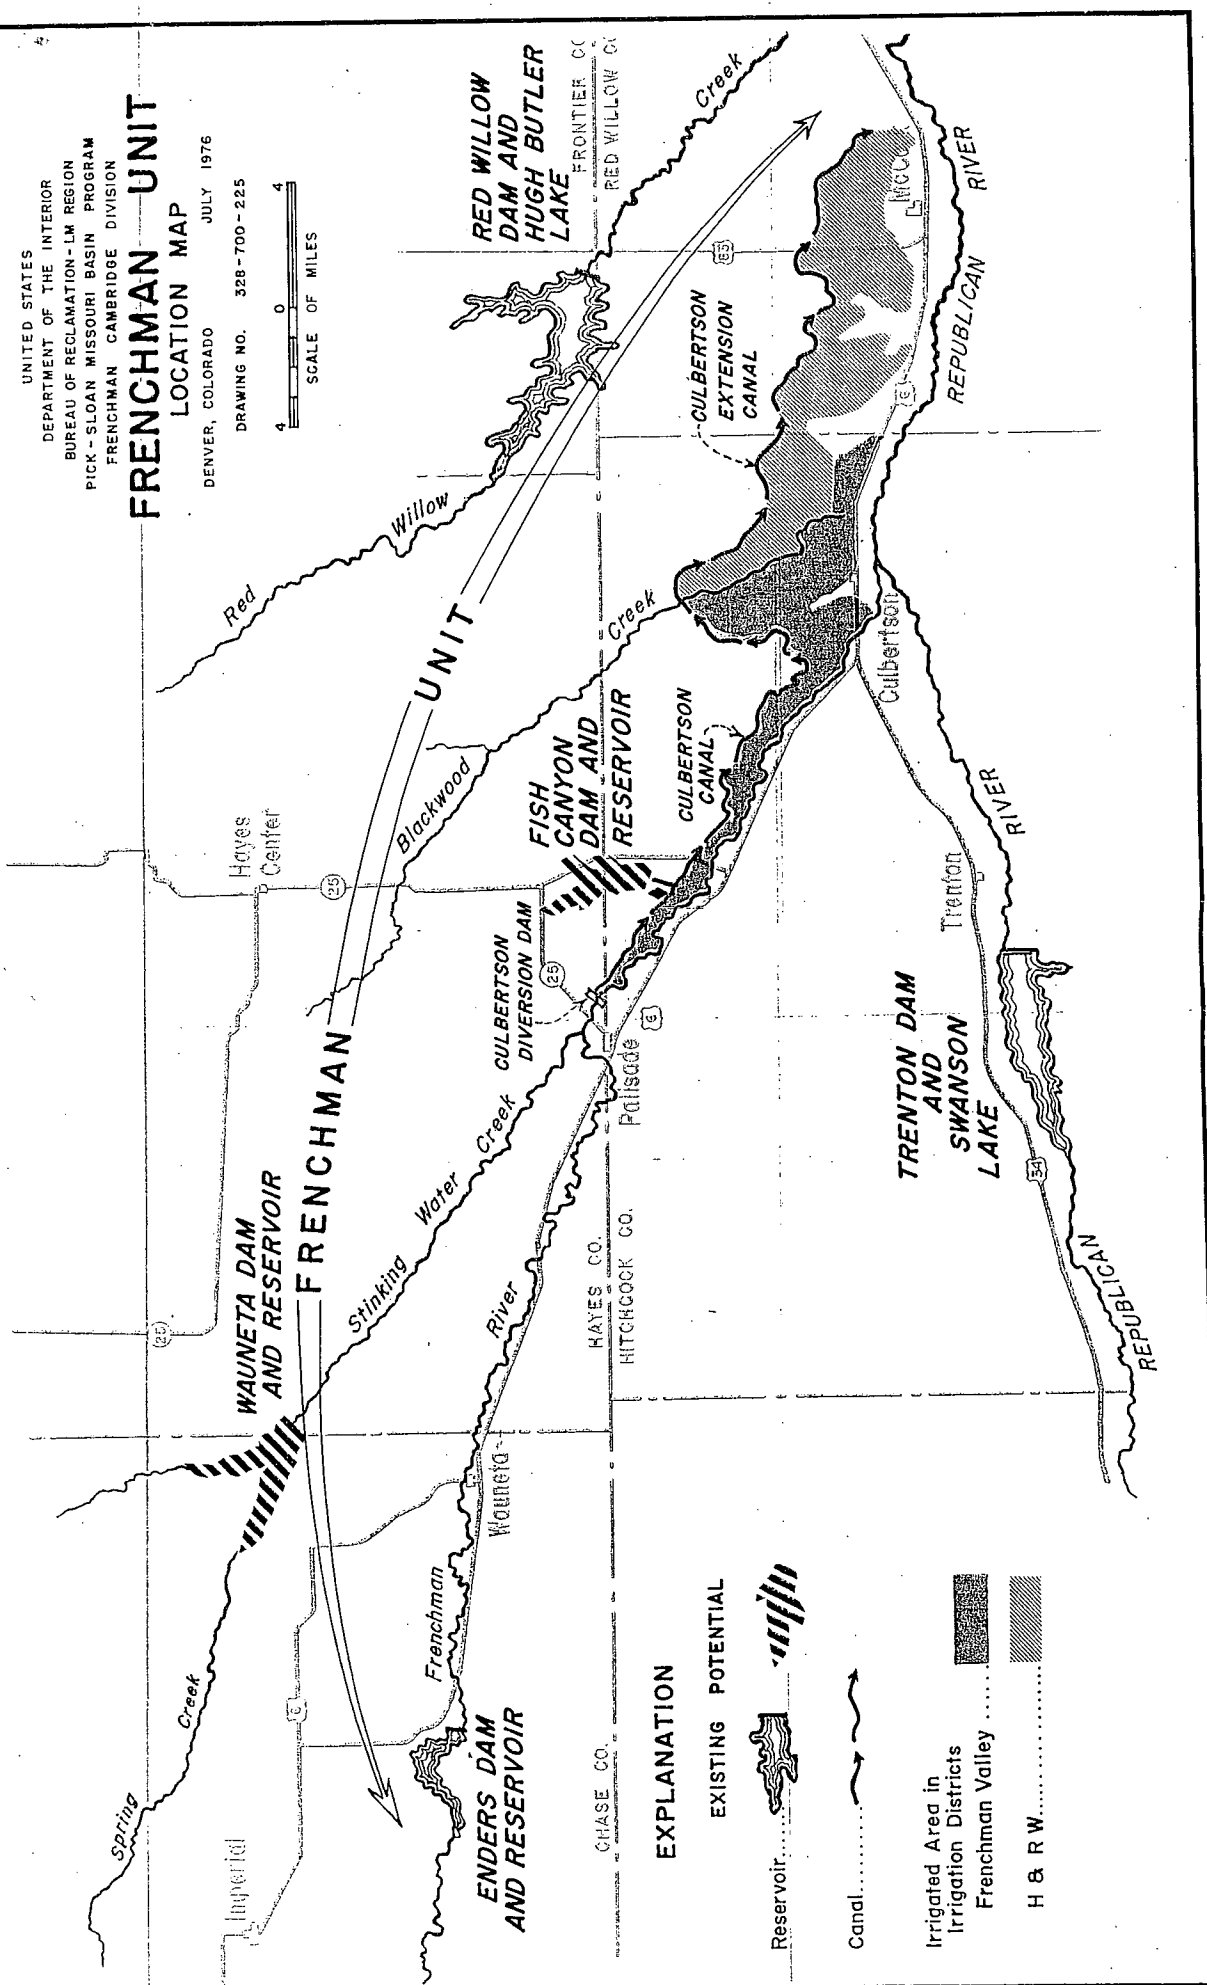 UNITED STATES
DEPARTMENT OF THE INTERIOR
BUREAU OF RECLAMATION-LM REGION
PICK-SLOAN MISSOURI BASIN PROGRAM
FRENCHMAN CAMBRIDGE DIVISION
FRENCHMAN UNIT
LOCATION MAP
DENVER, COLORADO JULY 1976
DRAWING NO. 328-700-225
4 0 4
SCALE OF MILES
Spring
Creek
Imperial
6
ENDERS DAM
AND RESERVOIR
Frenchman
River
Wauneta
WAUNETA DAM
AND RESERVOIR
25
FRENCHMAN
UNIT
Stinking
Water
Creek
CULBERTSON
DIVERSION DAM
25
Palisade
6
Hayes
Center
25
Blackwood
Creek
FISH
CANYON
DAM AND
RESERVOIR
CULBERTSON
CANAL
Red
Willow
Creek
RED WILLOW
DAM AND
HUGH BUTLER
LAKE
FRONTIER CO
RED WILLOW CO
83
CULBERTSON
EXTENSION
CANAL
6
REPUBLICAN
RIVER
Culbertson
Trenton
RIVER
TRENTON DAM
AND
SWANSON
LAKE
34
REPUBLICAN
CHASE CO.
HAYES CO.
HITCHCOCK CO.
EXPLANATION
EXISTING POTENTIAL
Reservoir......
Canal........
Irrigated Area in
Irrigation Districts
Frenchman Valley ......
H & R W..............